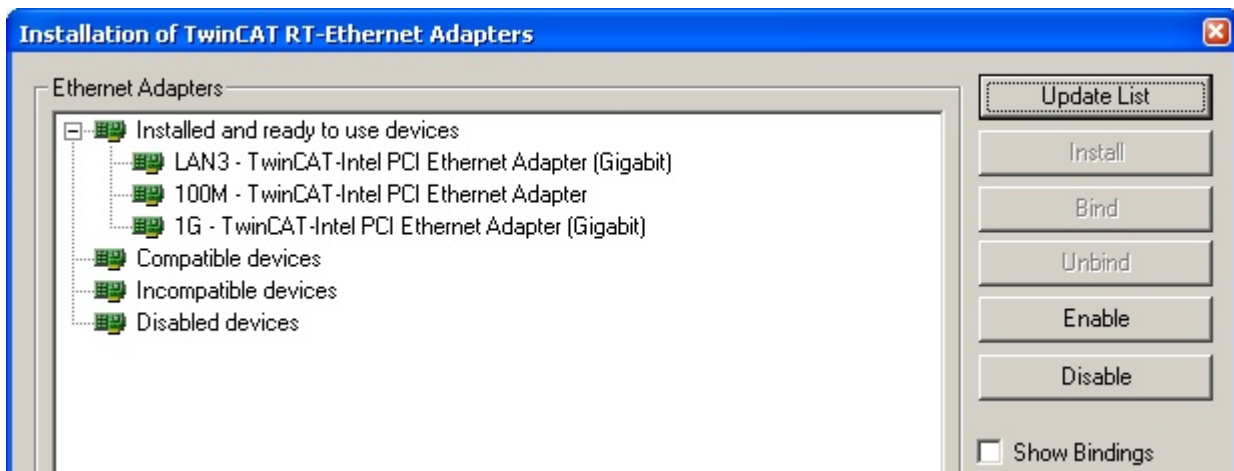 Installation of TwinCAT RT-Ethernet Adapters
Ethernet Adapters
Installed and ready to use devices
LAN3 - TwinCAT-Intel PCI Ethernet Adapter (Gigabit)
100M - TwinCAT-Intel PCI Ethernet Adapter
1G - TwinCAT-Intel PCI Ethernet Adapter (Gigabit)
Compatible devices
Incompatible devices
Disabled devices
Update List
Install
Bind
Unbind
Enable
Disable
Show Bindings